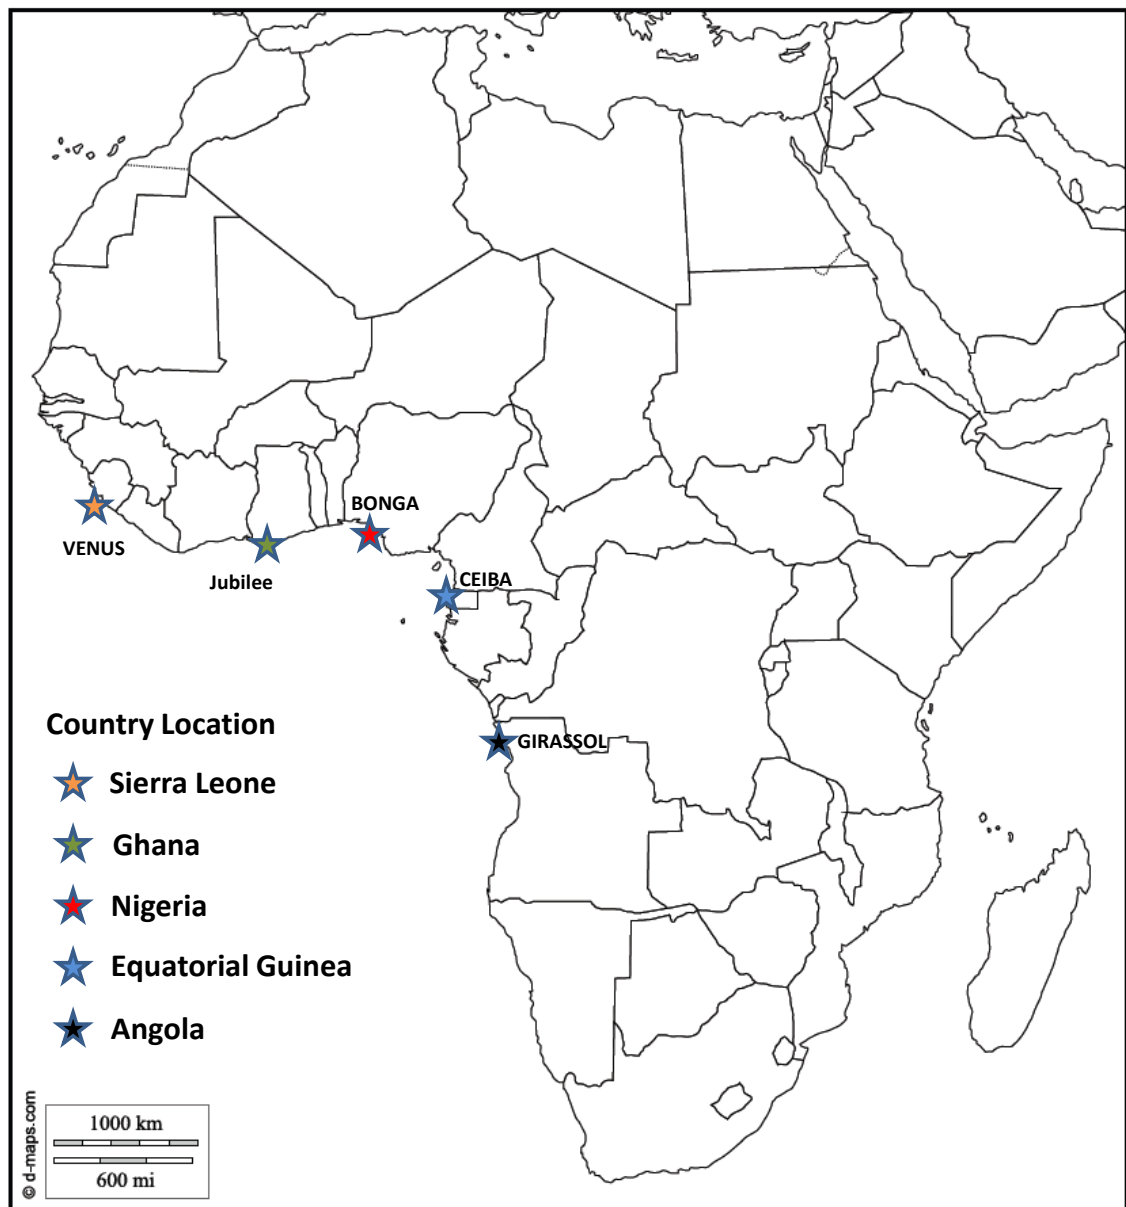 BONGA
VENUS
Jubilee
CEIBA
GIRASSOL
Country Location
Sierra Leone
Ghana
Nigeria
Equatorial Guinea
Angola
1000 km
600 mi
© d-maps.com